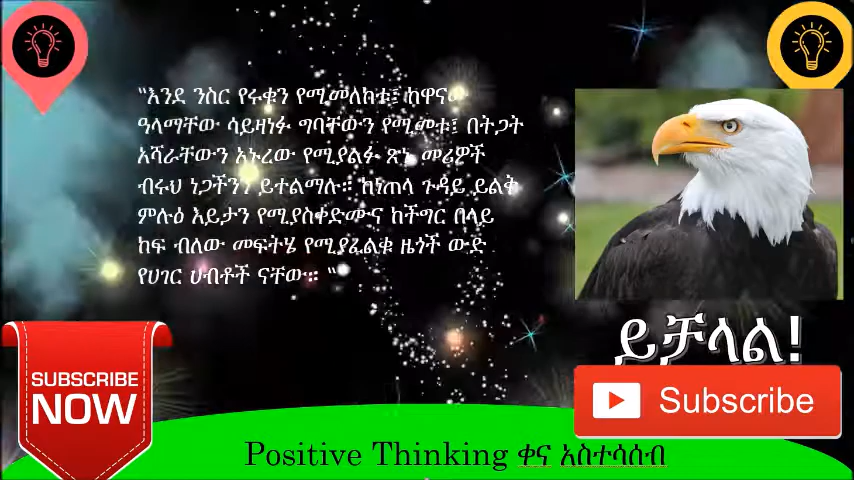 “እንደ ንስር የሩቁን የሚመለከቱ፤ ከዋናው
ዓላማቸው ሳይዛነፉ ግባቸውን የሚመቱ፤ በትጋት
አሻራቸውን አኑረው የሚያልፉ ጽኑ መሪዎች
ብሩህ ነጋችንን ይተልማሉ። ከነጠላ ጉዳይ ይልቅ
ምሉዕ እይታን የሚያስቀድሙና ከችግር በላይ
ከፍ ብለው መፍትሄ የሚያፈልቁ ዜጎች ውድ
የሀገር ሀብቶች ናቸው። “
ይቻላል!
SUBSCRIBE
NOW
Subscribe
Positive Thinking ቀና አስተሳሰብ